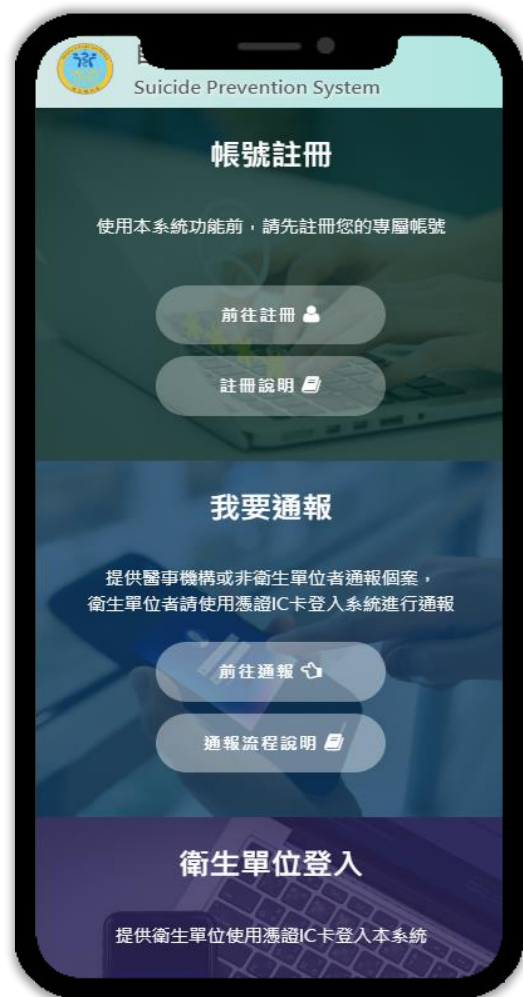 Suicide Prevention System
帳號註冊
使用本系統功能前，請先註冊您的專屬帳號
前往註冊
註冊說明
我要通報
提供醫事機構或非衛生單位者通報個案，
衛生單位者請使用憑證IC卡登入系統進行通報
前往通報
通報流程說明
衛生單位登入
提供衛生單位使用憑證IC卡登入本系統